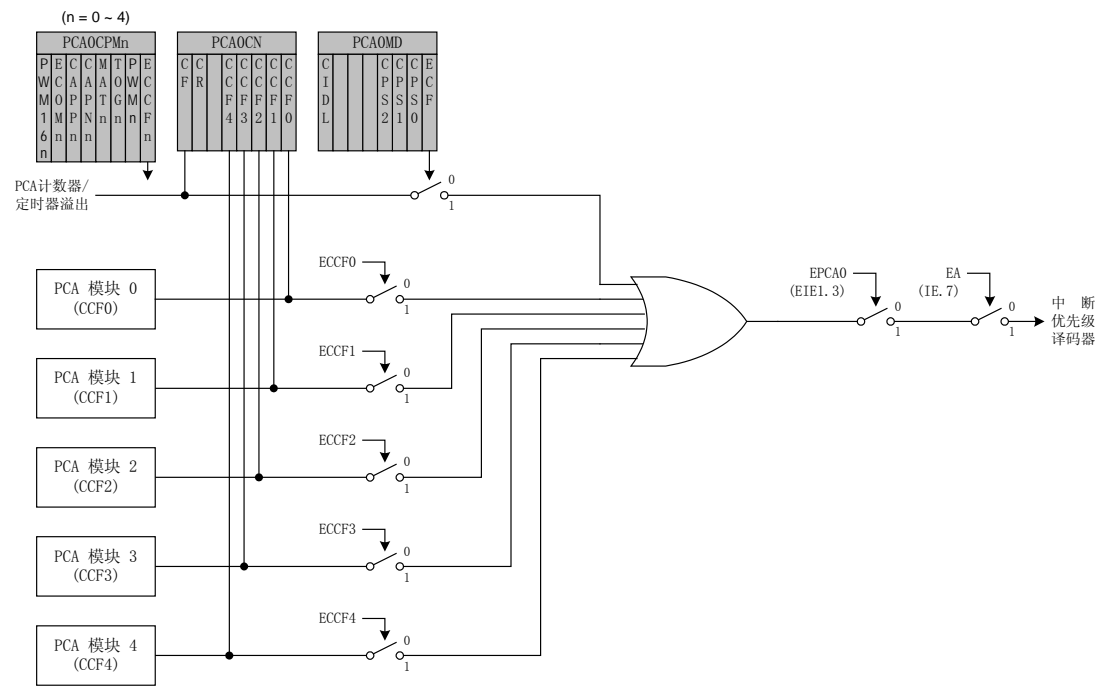 (n = 0 ~ 4)
PCA0CPMn
PCA0CN
PCA0MD
PWM16n
ECOMn
CAPPn
CAPNn
MATn
TOGn
PWMn
ECCFn
CF
CR
CCF4
CCF3
CCF2
CCF1
CCF0
CIDL
CPS2
CPS1
CPS0
ECF
PCA计数器/
定时器溢出
0
1
PCA 模块 0
(CCF0)
ECCF0
0
1
PCA 模块 1
(CCF1)
ECCF1
0
1
PCA 模块 2
(CCF2)
ECCF2
0
1
PCA 模块 3
(CCF3)
ECCF3
0
1
PCA 模块 4
(CCF4)
ECCF4
0
1
EPCA0
(EIE1.3)
0
1
EA
(IE.7)
0
1
中 断
优先级
译码器